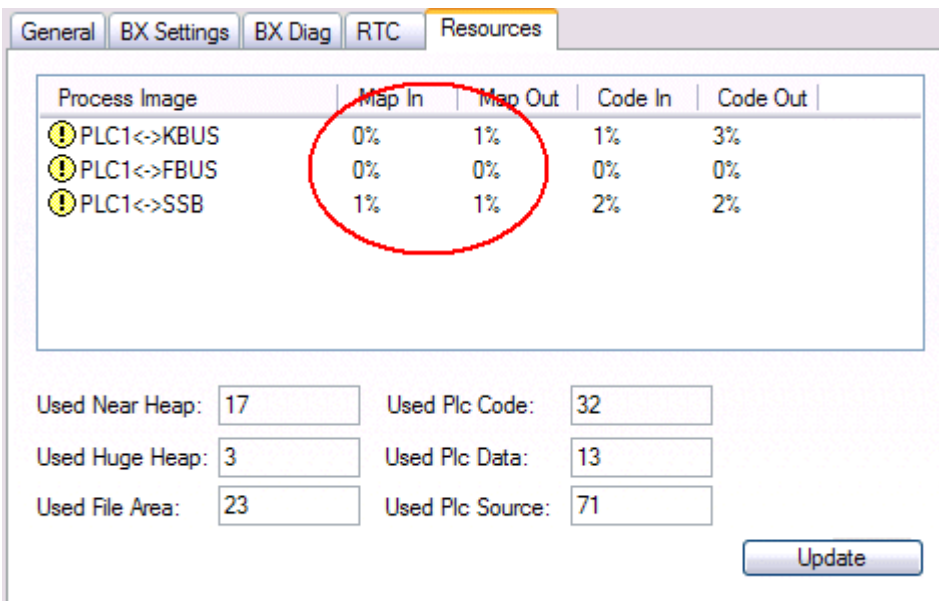 General BX Settings BX Diag RTC Resources
Process Image Map In Map Out Code In Code Out
PLC1<->KBUS 0% 1% 1% 3%
PLC1<->FBUS 0% 0% 0% 0%
PLC1<->SSB 1% 1% 2% 2%
Used Near Heap: 17 Used Plc Code: 32
Used Huge Heap: 3 Used Plc Data: 13
Used File Area: 23 Used Plc Source: 71
Update